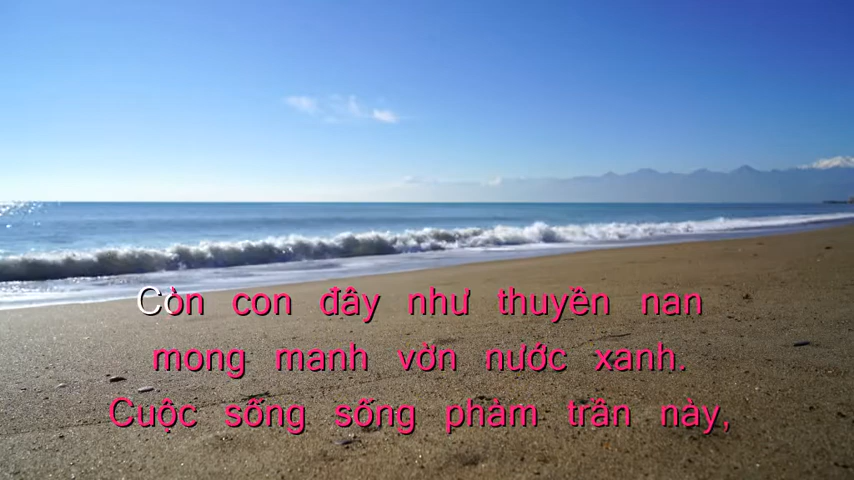 Còn con đây như thuyền nan
mong manh vờn nước xanh.
Cuộc sống sống phàm trần này,